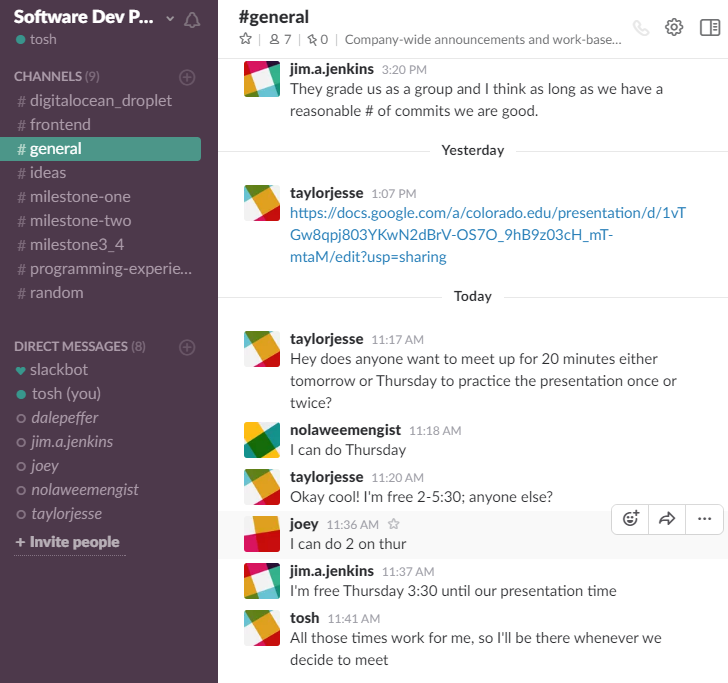 Software Dev P...
tosh
CHANNELS (9)
# digitalocean_droplet
# frontend
# general
# ideas
# milestone-one
# milestone-two
# milestone3_4
# programming-experie...
# random
DIRECT MESSAGES (8)
slackbot
tosh (you)
dalepeffer
jim.a.jenkins
joey
nolaweemengist
taylorjesse
+ Invite people
#general
7 | 0 | Company-wide announcements and work-base...
jim.a.jenkins 3:20 PM
They grade us as a group and I think as long as we have a
reasonable # of commits we are good.
Yesterday
taylorjesse 1:07 PM
https://docs.google.com/a/colorado.edu/presentation/d/1vT
Gw8qpj803YKwN2dBrV-OS7O_9hB9z03cH_mT-
mtaM/edit?usp=sharing
Today
taylorjesse 11:17 AM
Hey does anyone want to meet up for 20 minutes either
tomorrow or Thursday to practice the presentation once or
twice?
nolaweemengist 11:18 AM
I can do Thursday
taylorjesse 11:20 AM
Okay cool! I'm free 2-5:30; anyone else?
joey 11:36 AM
I can do 2 on thur
jim.a.jenkins 11:37 AM
I'm free Thursday 3:30 until our presentation time
tosh 11:41 AM
All those times work for me, so I'll be there whenever we
decide to meet